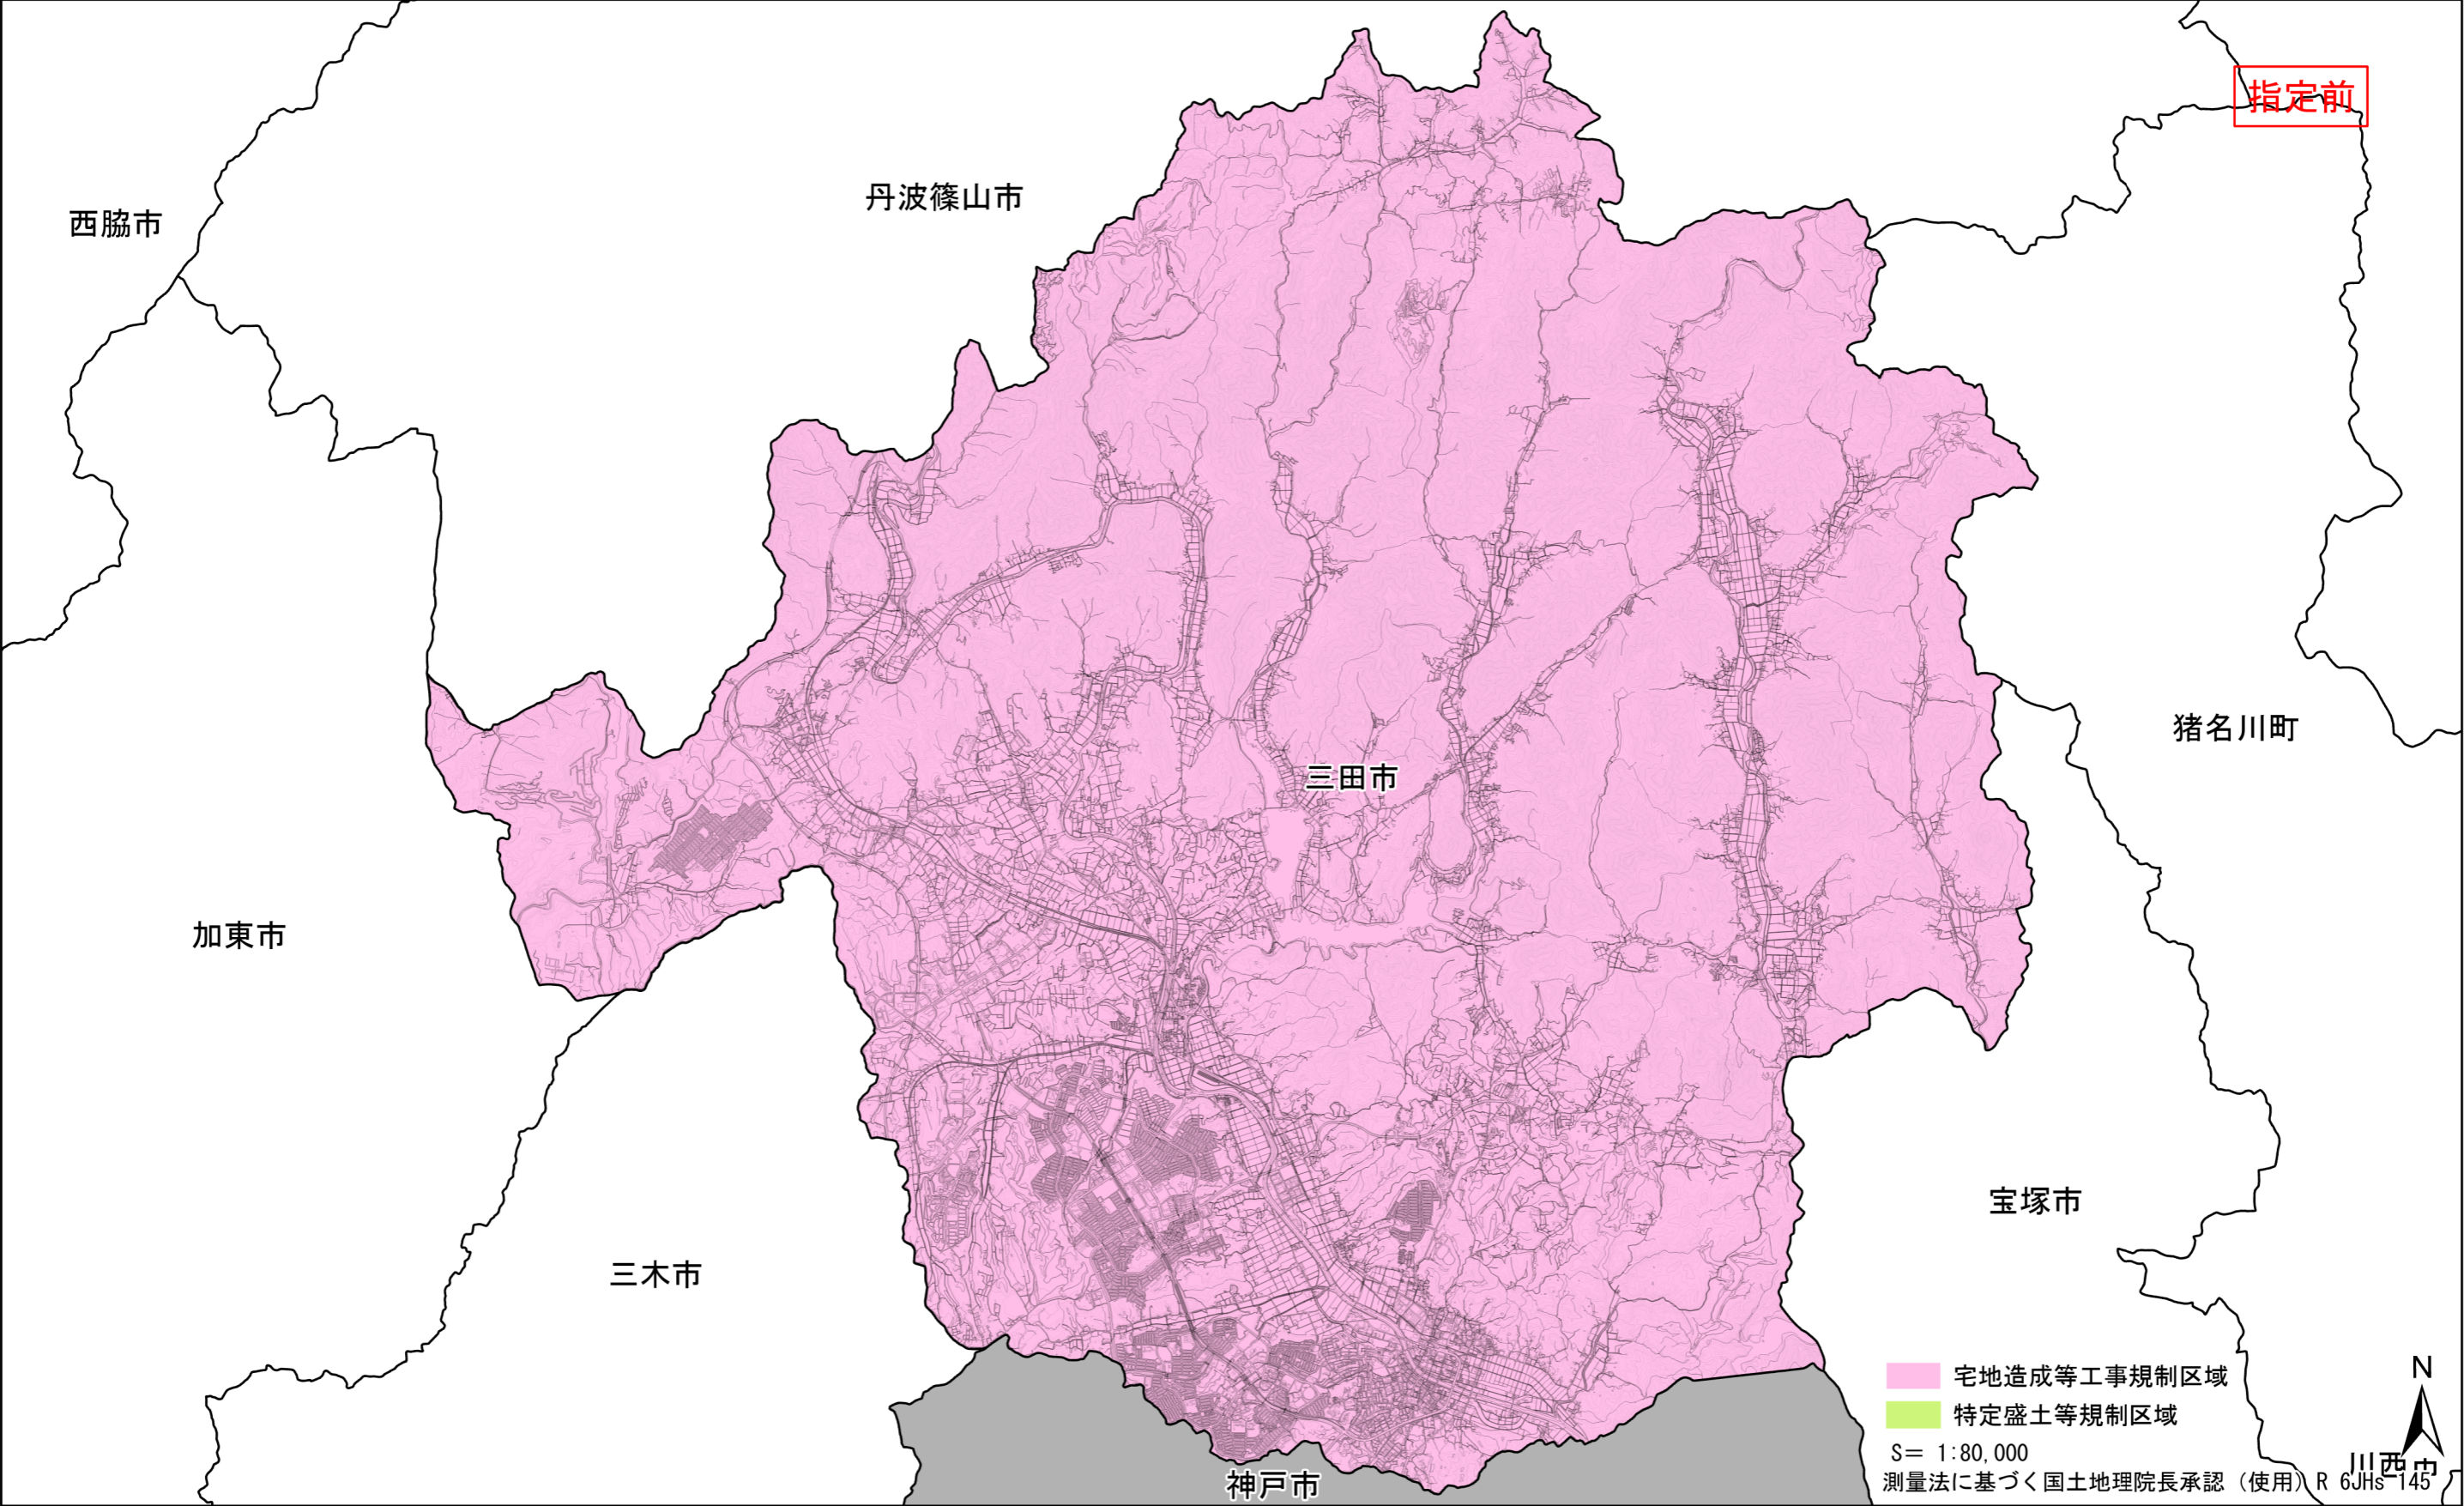 指定前
丹波篠山市
西脇市
猪名川町
三田市
加東市
宝塚市
三木市
N
宅地造成等工事規制区域
特定盛土等規制区域
S= 1:80,000
川西市
測量法に基づく国土地理院長承認(使用)R 6JHs 145
神戸市